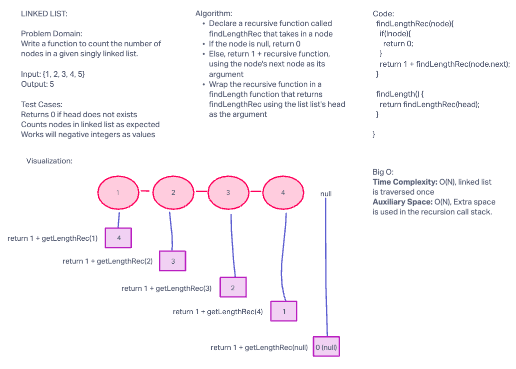 LINKED LIST:
Problem Domain:
Write a function to count the number of
nodes in a given singly linked list.
Input: {1, 2, 3, 4, 5}
Output: 5
Test Cases:
Returns 0 if head does not exists
Counts nodes in linked list as expected
Works will negative integers as values
Algorithm:
• Declare a recursive function called
findLengthRec that takes in a node
• If the node is null, return 0
• Else, return 1 + recursive function,
using the node's next node as its
argument
• Wrap the recursive function in a
findLength function that returns
findLengthRec using the list list's head
as the argument
Code:
findLengthRec(node){
if(!node){
return 0;
}
return 1 + findLengthRec(node.next);
}
findLength() {
return findLengthRec(head);
}
}
Visualization:
1
2
3
4
null
return 1 + getLengthRec(1)
4
return 1 + getLengthRec(2)
3
return 1 + getLengthRec(3)
2
return 1 + getLengthRec(4)
1
return 1 + getLengthRec(null)
0 (null)
Big O:
Time Complexity: O(N), linked list
is traversed once
Auxiliary Space: O(N), Extra space
is used in the recursion call stack.